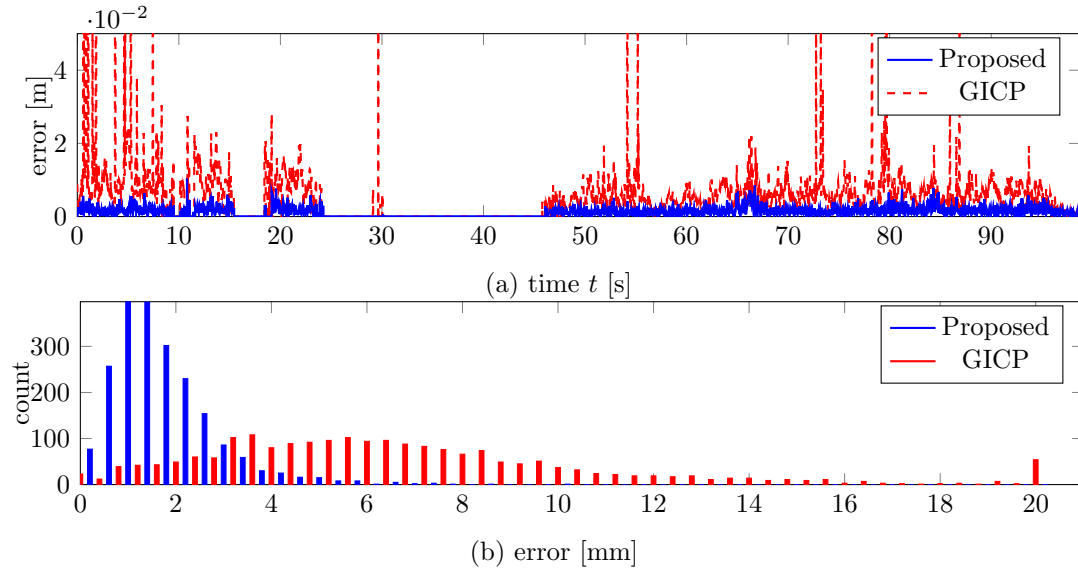 ·10−2
4
2
0
error [m]
Proposed
GICP
0 10 20 30 40 50 60 70 80 90
(a) time t [s]
300
200
100
0
count
Proposed
GICP
0 2 4 6 8 10 12 14 16 18 20
(b) error [mm]